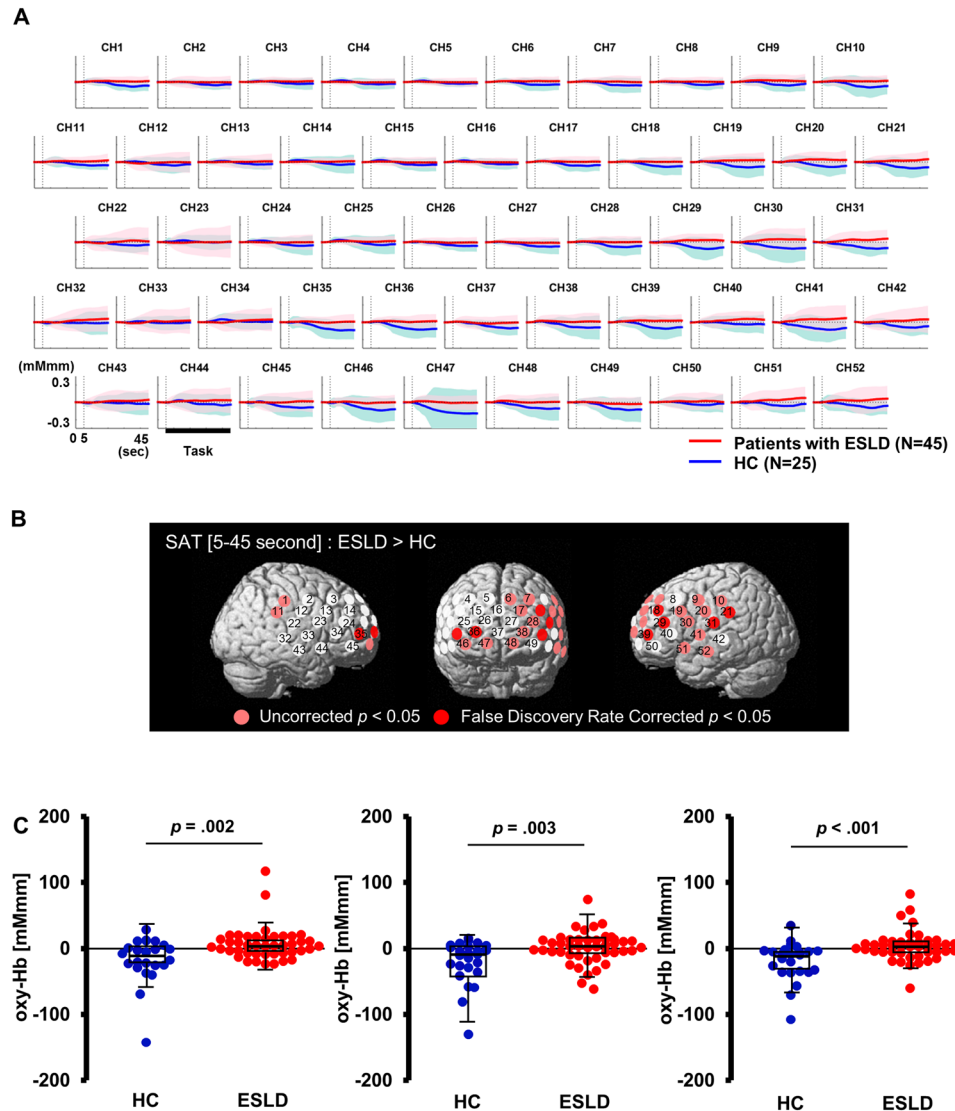 A
CH1 CH2 CH3 CH4 CH5 CH6 CH7 CH8 CH9 CH10
CH11 CH12 CH13 CH14 CH15 CH16 CH17 CH18 CH19 CH20 CH21
CH22 CH23 CH24 CH25 CH26 CH27 CH28 CH29 CH30 CH31
CH32 CH33 CH34 CH35 CH36 CH37 CH38 CH39 CH40 CH41 CH42
(mMmm)
CH43 CH44 CH45 CH46 CH47 CH48 CH49 CH50 CH51 CH52
0.3
-0.3
0 5 45
(sec)
Task
Patients with ESLD (N=45)
HC (N=25)
B
SAT [5-45 second] : ESLD > HC
1 2 3
11 12 13 14
22 23 24
32 33 34 35
43 44 45
4 5 6 7
15 16 17
25 26 27 28
36 37 38
46 47 48 49
8 9 10
18 19 20 21
29 30 31
39 40 41 42
50 51 52
Uncorrected p < 0.05
False Discovery Rate Corrected p < 0.05
C
200
100
0
-100
-200
oxy-Hb [mMmm]
p = .002
HC ESLD
200
100
0
-100
-200
oxy-Hb [mMmm]
p = .003
HC ESLD
200
100
0
-100
-200
oxy-Hb [mMmm]
p < .001
HC ESLD